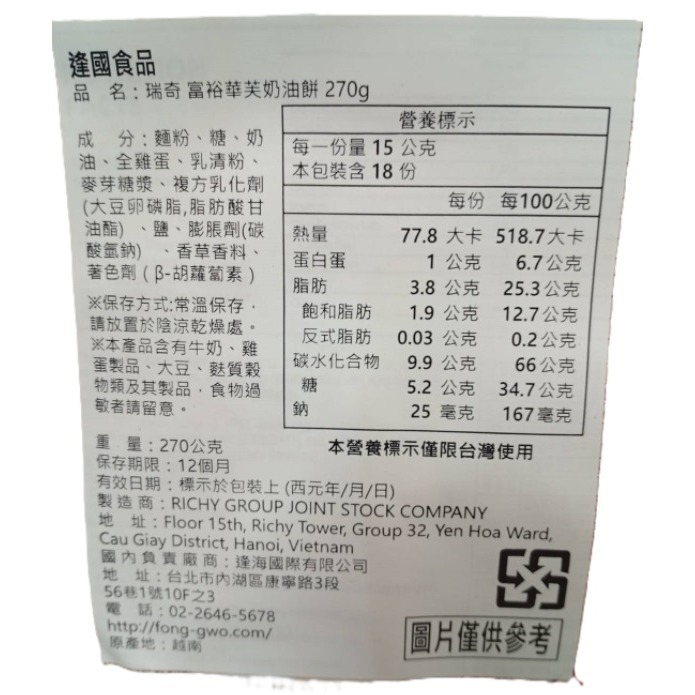 逢國食品
品 名：瑞奇 富裕華芙奶油餅 270g
成 分：麵粉、糖、奶
油、全雞蛋、乳清粉、
麥芽糖漿、複方乳化劑
(大豆卵磷脂,脂肪酸甘
油酯) 、鹽、膨脹劑(碳
酸氫鈉) 、香草香料、
著色劑 ( β-胡蘿蔔素 )
※保存方式:常溫保存，
請放置於陰涼乾燥處。
※本產品含有牛奶、雞
蛋製品、大豆、麩質穀
物類及其製品，食物過
敏者請留意。
營養標示
每一份量 15 公克
本包裝含 18 份
每份 每100公克
熱量 77.8 大卡 518.7大卡
蛋白蛋 1 公克 6.7公克
脂肪 3.8 公克 25.3公克
飽和脂肪 1.9 公克 12.7公克
反式脂肪 0.03 公克 0.2公克
碳水化合物 9.9 公克 66公克
糖 5.2 公克 34.7公克
鈉 25 毫克 167毫克
本營養標示僅限台灣使用
重 量：270公克
保存期限：12個月
有效日期：標示於包裝上 (西元年/月/日)
製 造 商：RICHY GROUP JOINT STOCK COMPANY
地 址：Floor 15th, Richy Tower, Group 32, Yen Hoa Ward,
Cau Giay District, Hanoi, Vietnam
國 內 負 責 廠 商：逢海國際有限公司
地 址：台北市內湖區康寧路3段
56巷1號10F之3
電 話：02-2646-5678
http://fong-gwo.com/
原產地：越南
圖片僅供參考